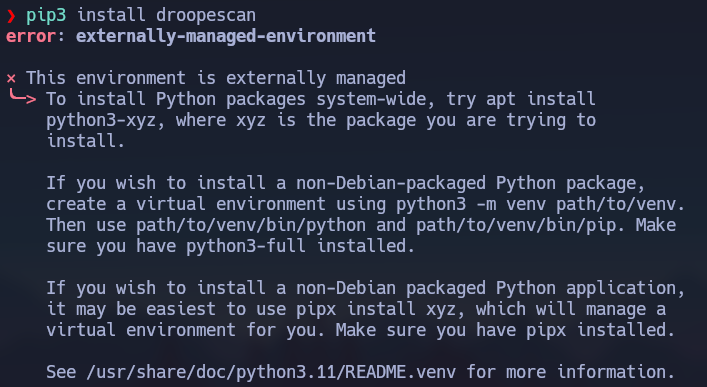 ❯ pip3 install droopescan
error: externally-managed-environment
× This environment is externally managed
╰─> To install Python packages system-wide, try apt install
python3-xyz, where xyz is the package you are trying to
install.
If you wish to install a non-Debian-packaged Python package,
create a virtual environment using python3 -m venv path/to/venv.
Then use path/to/venv/bin/python and path/to/venv/bin/pip. Make
sure you have python3-full installed.
If you wish to install a non-Debian packaged Python application,
it may be easiest to use pipx install xyz, which will manage a
virtual environment for you. Make sure you have pipx installed.
See /usr/share/doc/python3.11/README.venv for more information.